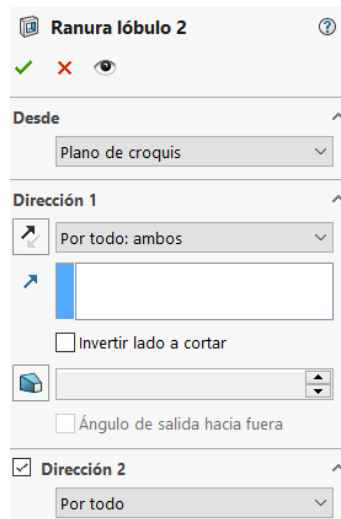 Ranura lóbulo 2
Desde
Plano de croquis
Dirección 1
Por todo: ambos
Invertir lado a cortar
Ángulo de salida hacia fuera
Dirección 2
Por todo